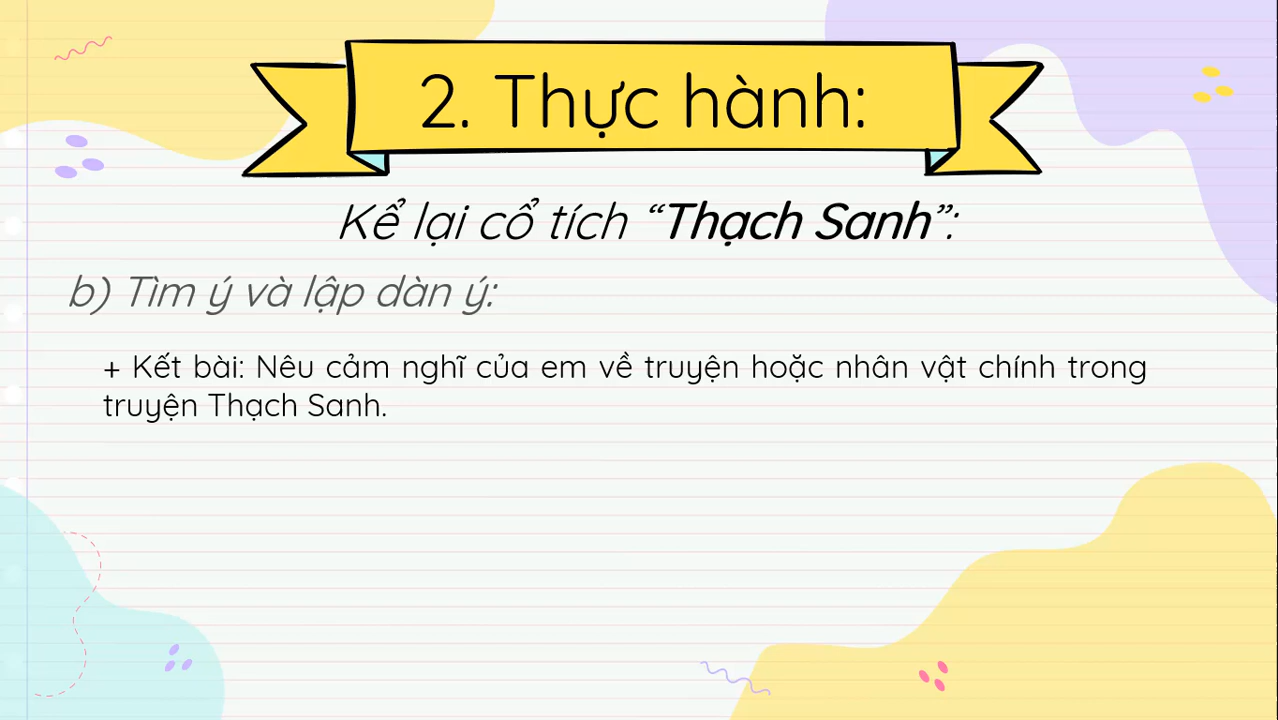 2. Thực hành:
Kể lại cổ tích “Thạch Sanh”:
b) Tìm ý và lập dàn ý:
+ Kết bài: Nêu cảm nghĩ của em về truyện hoặc nhân vật chính trong
truyện Thạch Sanh.